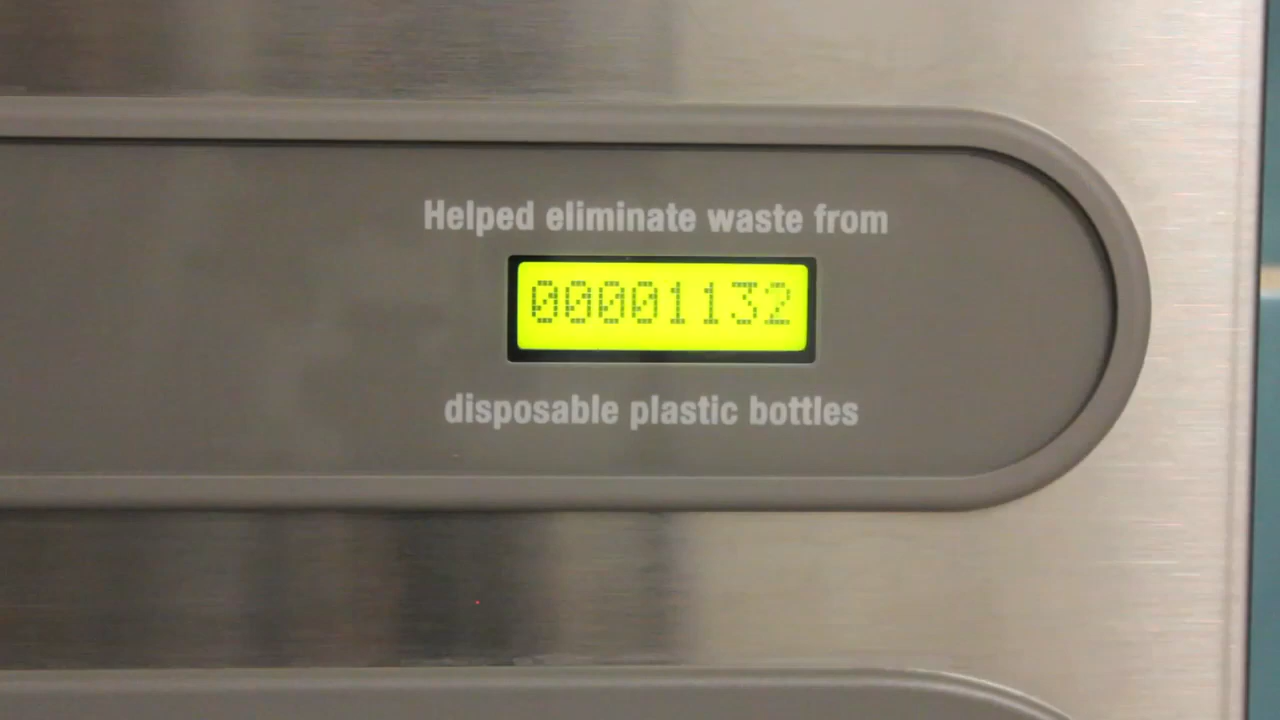 Helped eliminate waste from
00001132
disposable plastic bottles